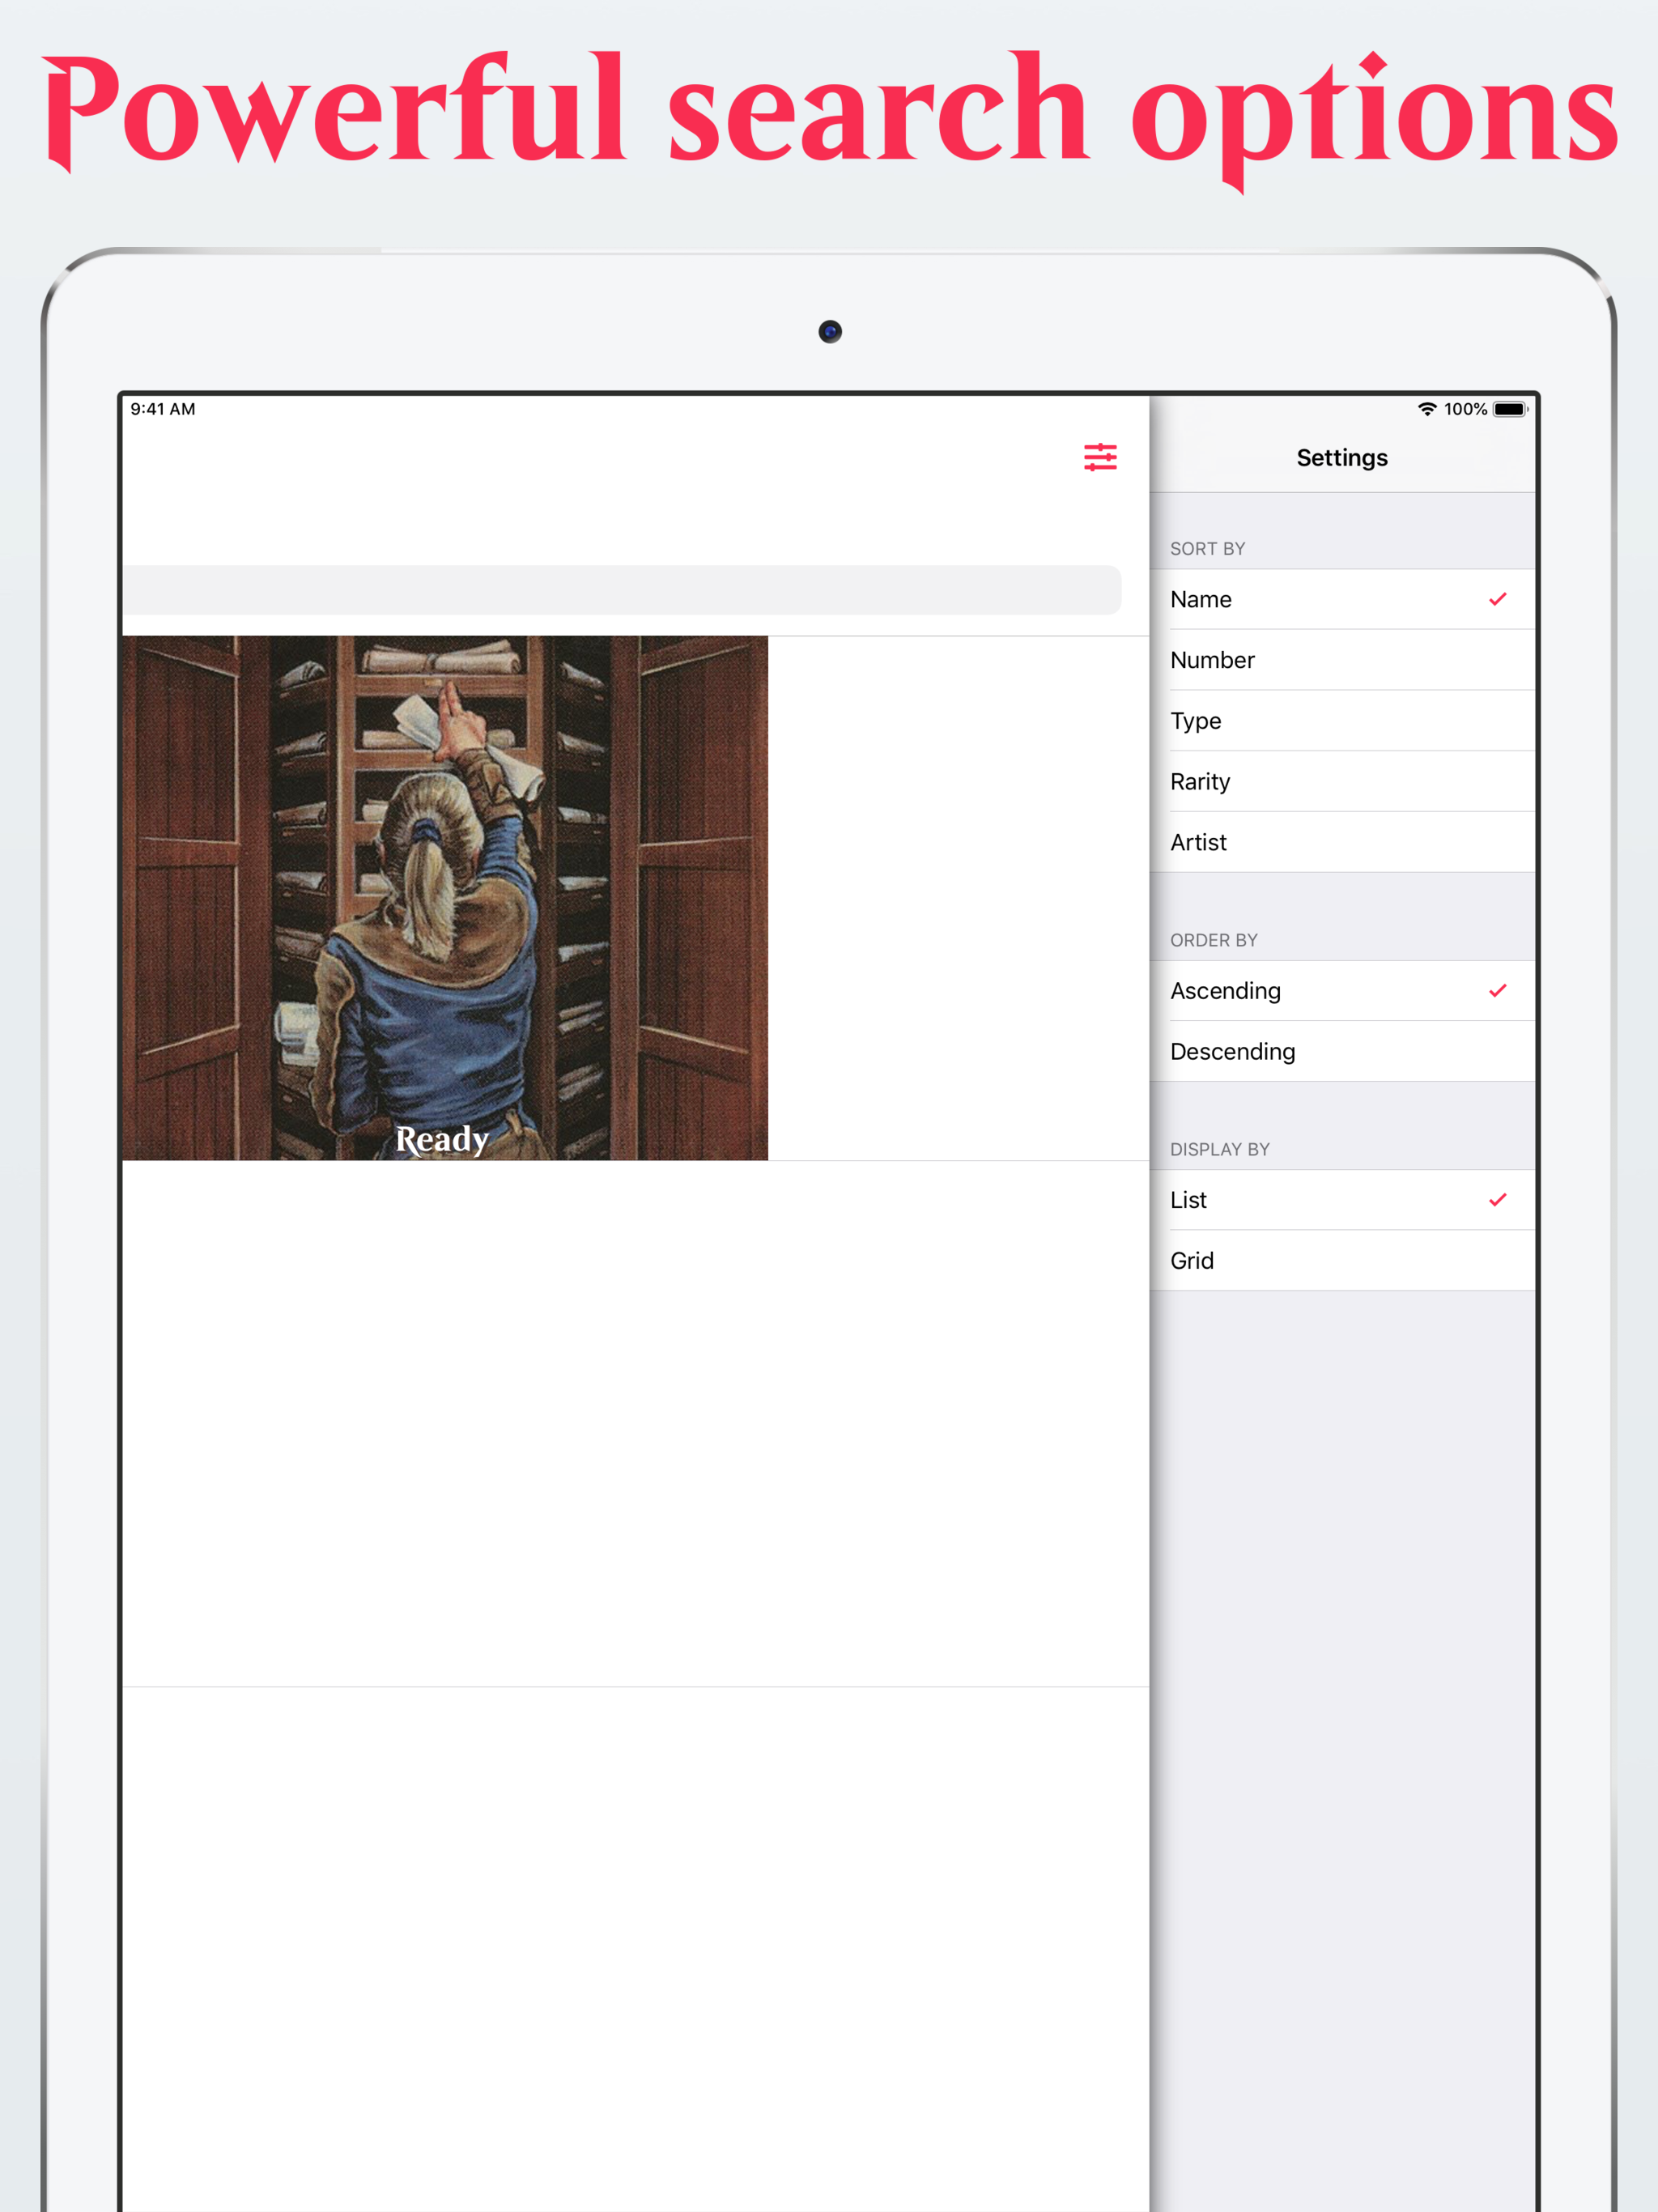 Powerful search options
9:41 AM
100%
Settings
SORT BY
Name
Number
Type
Rarity
Artist
ORDER BY
Ascending
Descending
DISPLAY BY
List
Grid
Ready